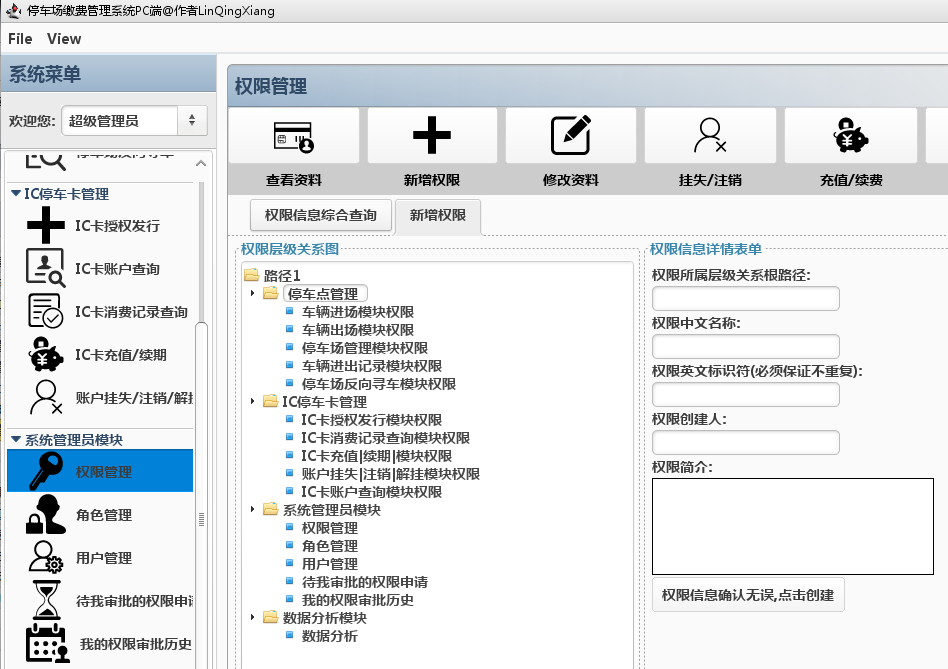 停车场缴费管理系统PC端@作者LinQingXiang
File View
系统菜单
欢迎您: 超级管理员
IC停车卡管理
IC卡授权发行
IC卡账户查询
IC卡消费记录查询
IC卡充值/续期
账户挂失/注销/解挂
系统管理员模块
权限管理
角色管理
用户管理
待我审批的权限申请
我的权限审批历史
权限管理
查看资料
新增权限
修改资料
挂失/注销
充值/续费
权限信息综合查询
新增权限
权限层级关系图
路径1
停车点管理
车辆进场模块权限
车辆出场模块权限
停车场管理模块权限
车辆进出记录模块权限
停车场反向寻车模块权限
IC停车卡管理
IC卡授权发行模块权限
IC卡消费记录查询模块权限
IC卡充值|续期|模块权限
账户挂失|注销|解挂模块权限
IC卡账户查询模块权限
系统管理员模块
权限管理
角色管理
用户管理
待我审批的权限申请
我的权限审批历史
数据分析模块
数据分析
权限信息详情表单
权限所属层级关系根路径:
权限中文名称:
权限英文标识符(必须保证不重复):
权限创建人:
权限简介:
权限信息确认无误,点击创建